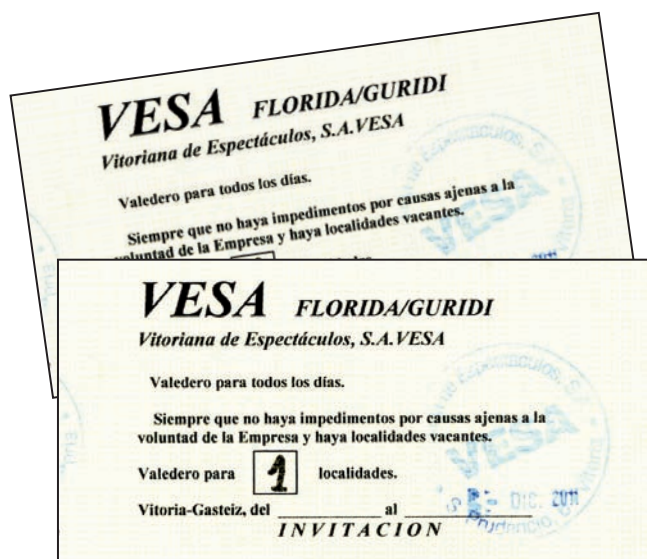 VESA FLORIDA/GURIDI
Vitoriana de Espectáculos, S.A.VESA
Valedero para todos los días.
Siempre que no haya impedimentos por causas ajenas a la
voluntad de la Empresa y haya localidades vacantes.
VESA FLORIDA/GURIDI
Vitoriana de Espectáculos, S.A.VESA
Valedero para todos los días.
Siempre que no haya impedimentos por causas ajenas a la
voluntad de la Empresa y haya localidades vacantes.
Valedero para 1 localidades.
Vitoria-Gasteiz, del ____________ al ____________
INVITACION
VESA
DIC. 2011